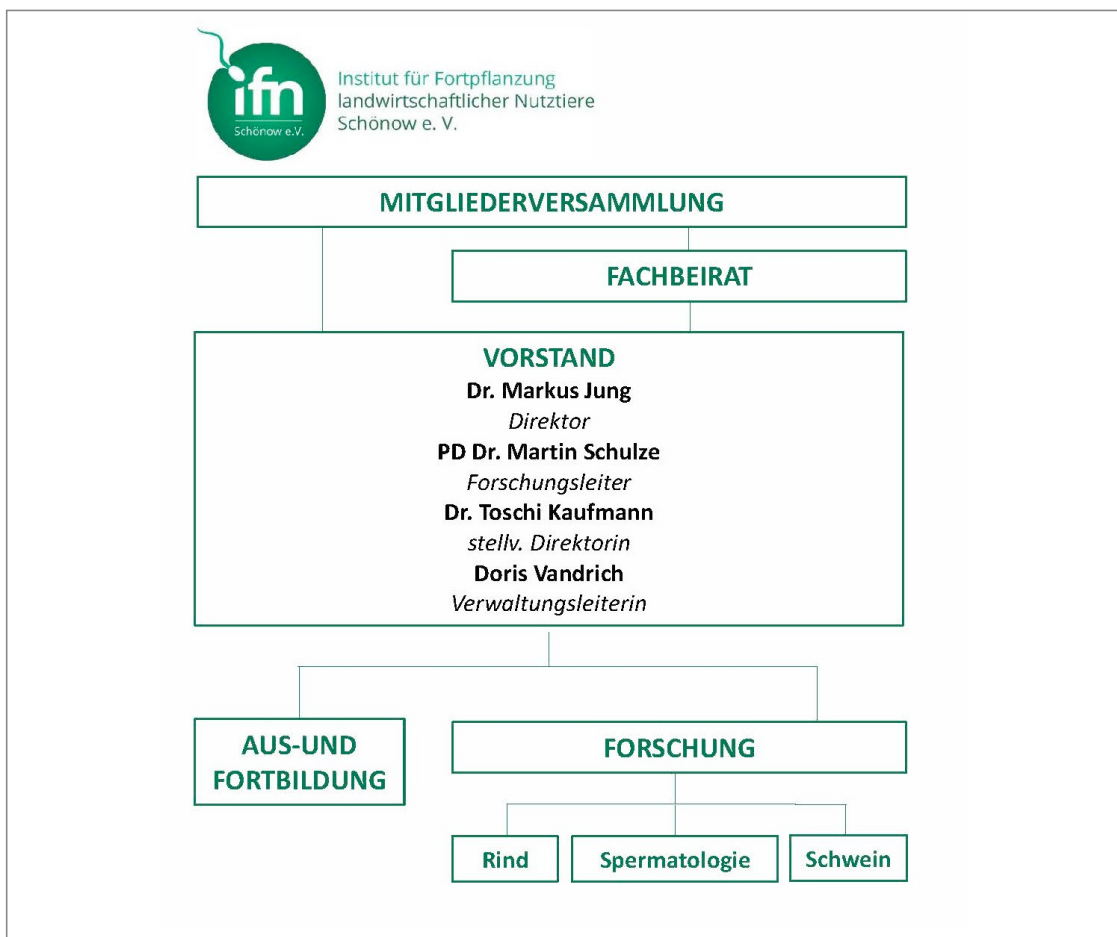 ifn
Schönow e.V.
Institut für Fortpflanzung
landwirtschaftlicher Nutztiere
Schönow e. V.
MITGLIEDERVERSAMMLUNG
FACHBEIRAT
VORSTAND
Dr. Markus Jung
Direktor
PD Dr. Martin Schulze
Forschungsleiter
Dr. Toschi Kaufmann
stellv. Direktorin
Doris Vandrich
Verwaltungsleiterin
AUS-UND
FORTBILDUNG
FORSCHUNG
Rind
Spermatologie
Schwein